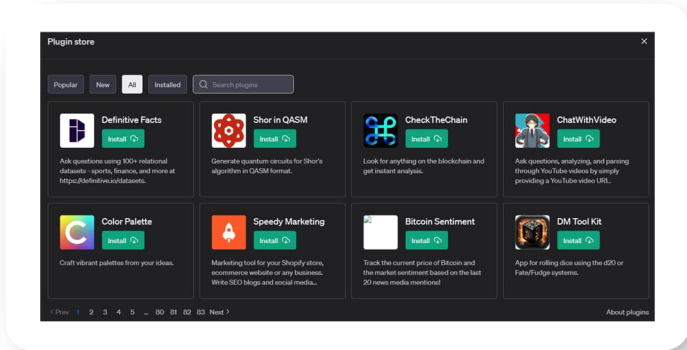 Plugin store
Popular New All Installed Search plugins
Definitive Facts
Install
Ask questions using 100+ relational
datasets - sports, finance, and more at
https://definitive.io/datasets.
Shor in QASM
Install
Generate quantum circuits for Shor's
algorithm in QASM format.
CheckTheChain
Install
Look for anything on the blockchain and
get instant analysis.
ChatWithVideo
Install
Ask questions, analyzing, and parsing
through YouTube videos by simply
providing a YouTube video URL.
Color Palette
Install
Craft vibrant palettes from your ideas.
Speedy Marketing
Install
Marketing tool for your Shopify store,
ecommerce website or any business.
Write SEO blogs and social media...
Bitcoin Sentiment
Install
Track the current price of Bitcoin and
the market sentiment based on the last
20 news media mentions!
DM Tool Kit
Install
App for rolling dice using the d20 or
Fate/Fudge systems.
Prev 1 2 3 4 5 ... 80 81 82 83 Next
About plugins